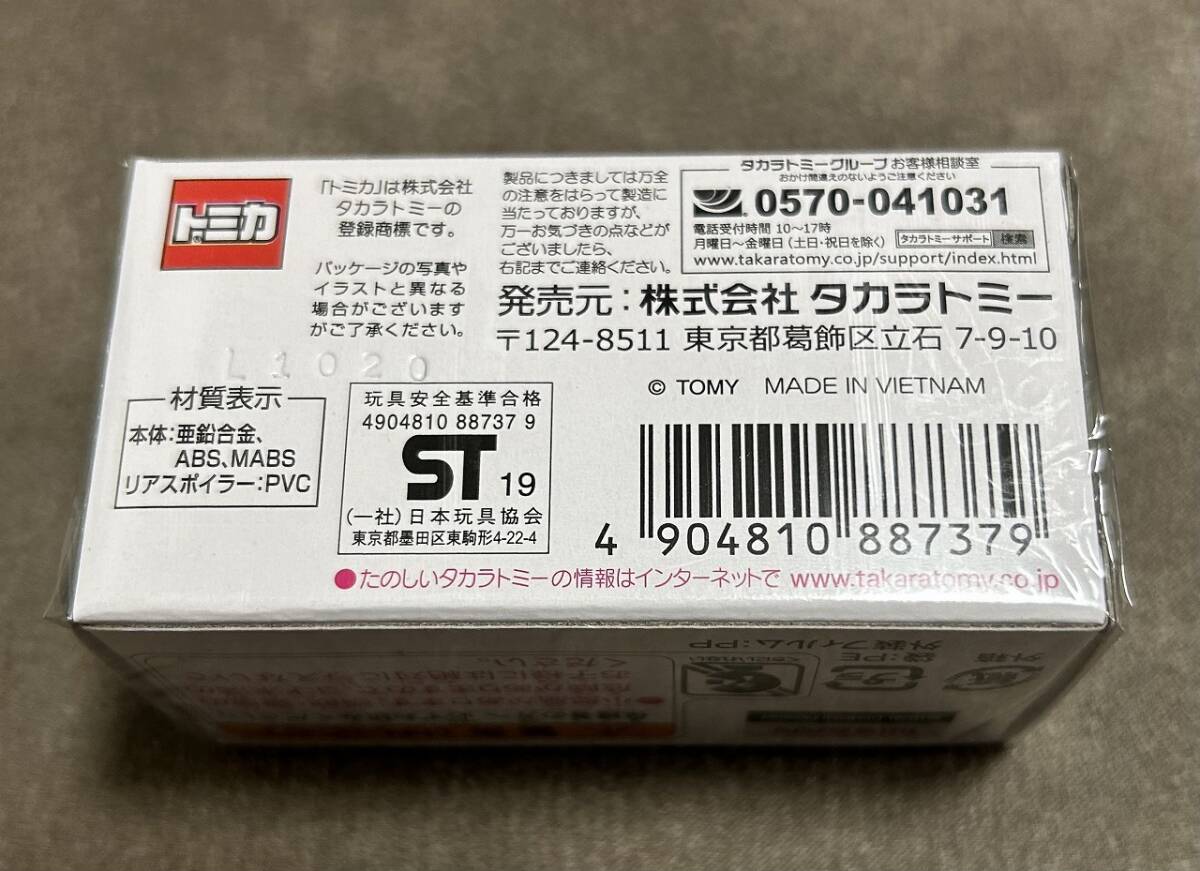 トミカ
「トミカ」は株式会社
タカラトミーの
登録商標です。
パッケージの写真や
イラストと異なる
場合がございます
がご了承ください。
製品につきましては万全
の注意をはらって製造に
当たっておりますが、
万一お気づきの点などが
ございましたら、
右記までご連絡ください。
タカラトミーグループ お客様相談室
おかけ間違えのないようご注意ください
0570-041031
電話受付時間 10〜17時
月曜日〜金曜日（土日・祝日を除く） タカラトミーサポート 検索
www.takaratomy.co.jp/support/index.html
発売元：株式会社 タカラトミー
〒124-8511 東京都葛飾区立石 7-9-10
L1020
© TOMY MADE IN VIETNAM
材質表示
本体：亜鉛合金、
ABS、MABS
リアスポイラー：PVC
玩具安全基準合格
4904810 88737 9
ST 19
（一社）日本玩具協会
東京都墨田区東駒形4-22-4
4 904810 887379
●たのしいタカラトミーの情報はインターネットで www.takaratomy.co.jp
外箱
袋：PE
外装フィルム：PP
ください。